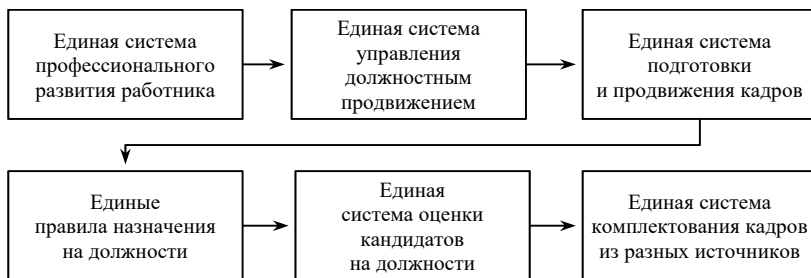 Единая система
профессионального
развития работника
Единая система
управления
должностным
продвижением
Единая система
подготовки
и продвижения кадров
Единые
правила назначения
на должности
Единая
система оценки
кандидатов
на должности
Единая система
комплектования кадров
из разных источников